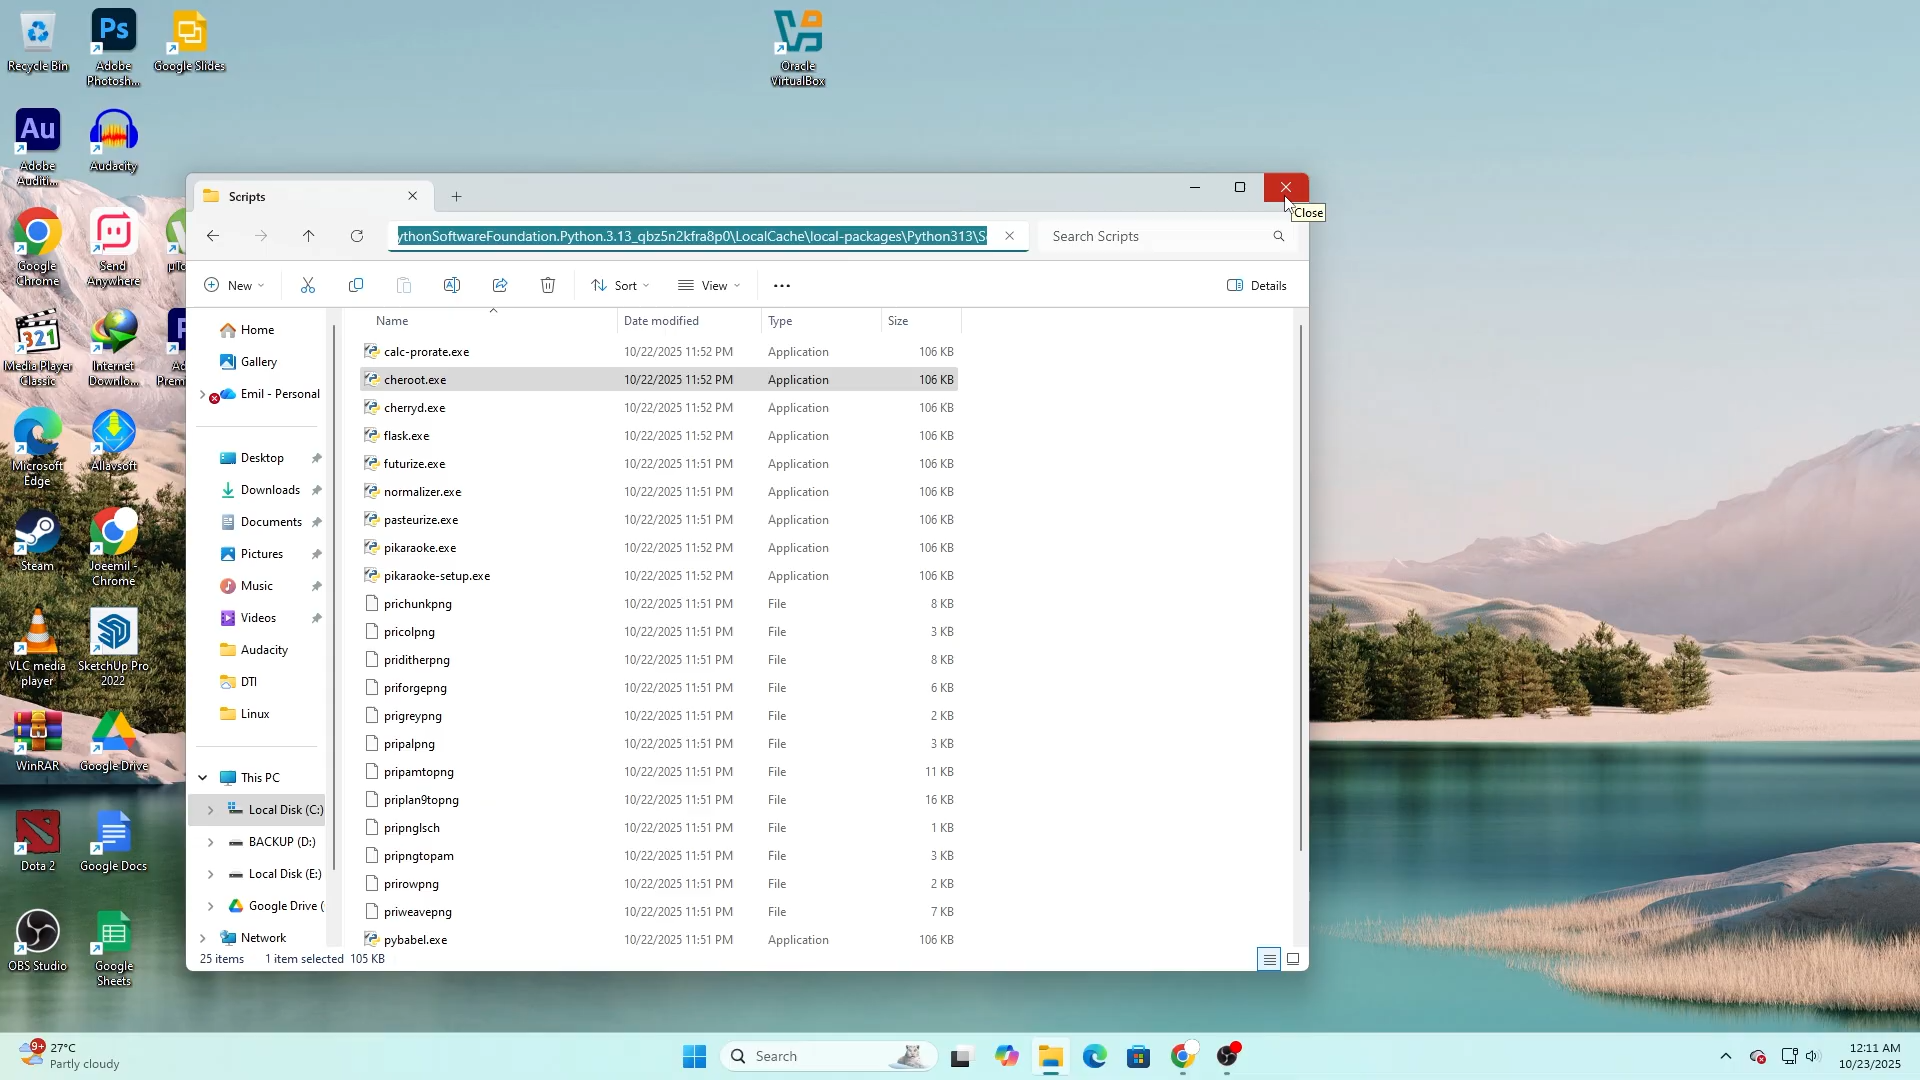 Recycle Bin
Adobe
Photosh...
Google Slides
Oracle
VirtualBox
Adobe
Auditi...
Audacity
Google
Chrome
Send
Anywhere
Media Player
Classic
Internet
Downlo...
Microsoft
Edge
Allavsoft
Steam
Joeemil -
Chrome
VLC media
player
SketchUp Pro
2022
WinRAR
Google Drive
Dota 2
Google Docs
OBS Studio
Google
Sheets
Scripts
Close
ythonSoftwareFoundation.Python.3.13_qbz5n2kfra8p0\LocalCache\local-packages\Python313\S
Search Scripts
New
Sort
View
Details
Home
Gallery
Emil - Personal
Desktop
Downloads
Documents
Pictures
Music
Videos
Audacity
DTI
Linux
This PC
Local Disk (C:)
BACKUP (D:)
Local Disk (E:)
Google Drive (
Network
Name Date modified Type Size
calc-prorate.exe 10/22/2025 11:52 PM Application 106 KB
cheroot.exe 10/22/2025 11:52 PM Application 106 KB
cherryd.exe 10/22/2025 11:52 PM Application 106 KB
flask.exe 10/22/2025 11:52 PM Application 106 KB
futurize.exe 10/22/2025 11:51 PM Application 106 KB
normalizer.exe 10/22/2025 11:51 PM Application 106 KB
pasteurize.exe 10/22/2025 11:51 PM Application 106 KB
pikaraoke.exe 10/22/2025 11:52 PM Application 106 KB
pikaraoke-setup.exe 10/22/2025 11:52 PM Application 106 KB
prichunkpng 10/22/2025 11:51 PM File 8 KB
pricolpng 10/22/2025 11:51 PM File 3 KB
priditherpng 10/22/2025 11:51 PM File 8 KB
priforgepng 10/22/2025 11:51 PM File 6 KB
prigreypng 10/22/2025 11:51 PM File 2 KB
pripalpng 10/22/2025 11:51 PM File 3 KB
pripamtopng 10/22/2025 11:51 PM File 11 KB
priplan9topng 10/22/2025 11:51 PM File 16 KB
pripnglsch 10/22/2025 11:51 PM File 1 KB
pripngtopam 10/22/2025 11:51 PM File 3 KB
prirowpng 10/22/2025 11:51 PM File 2 KB
priweavepng 10/22/2025 11:51 PM File 7 KB
pybabel.exe 10/22/2025 11:51 PM Application 106 KB
25 items 1 item selected 105 KB
9+
27°C
Partly cloudy
Search
12:11 AM
10/23/2025